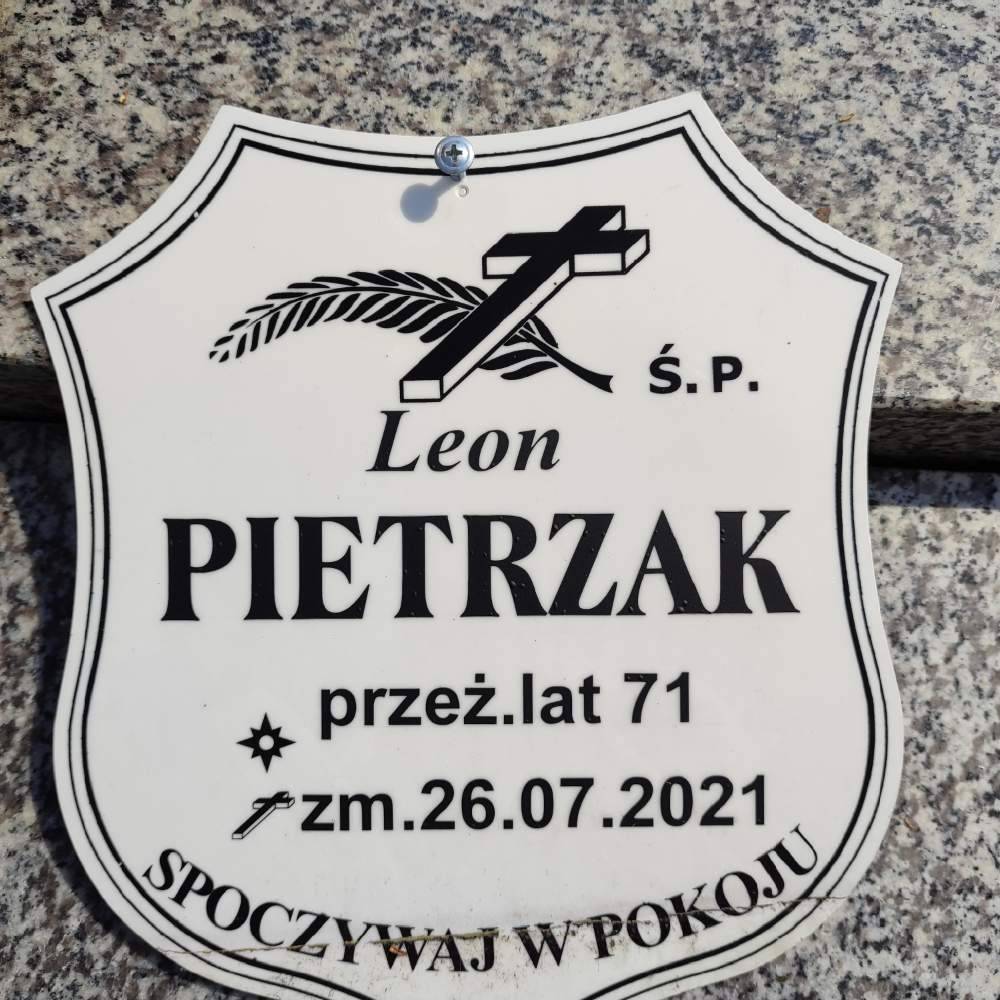 Ś.P.
Leon
PIETRZAK
przeż.lat 71
zm.26.07.2021
SPOCZYWAJ W POKOJU